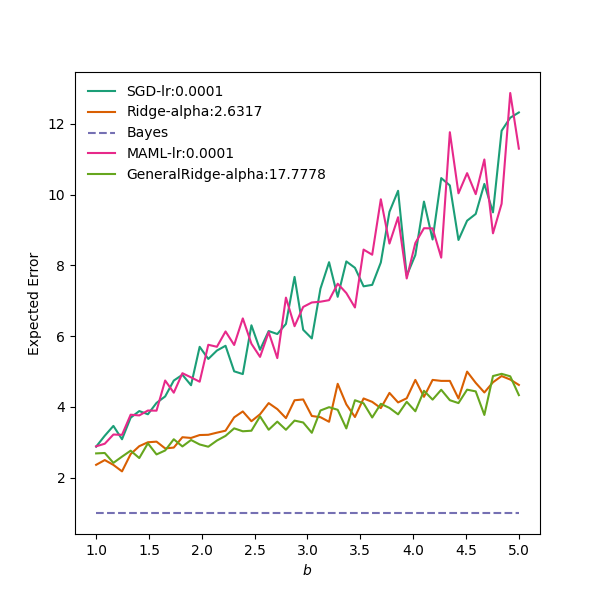 SGD-lr:0.0001
Ridge-alpha:2.6317
Bayes
MAML-lr:0.0001
GeneralRidge-alpha:17.7778
Expected Error
12
10
8
6
4
2
1.0 1.5 2.0 2.5 3.0 3.5 4.0 4.5 5.0
b